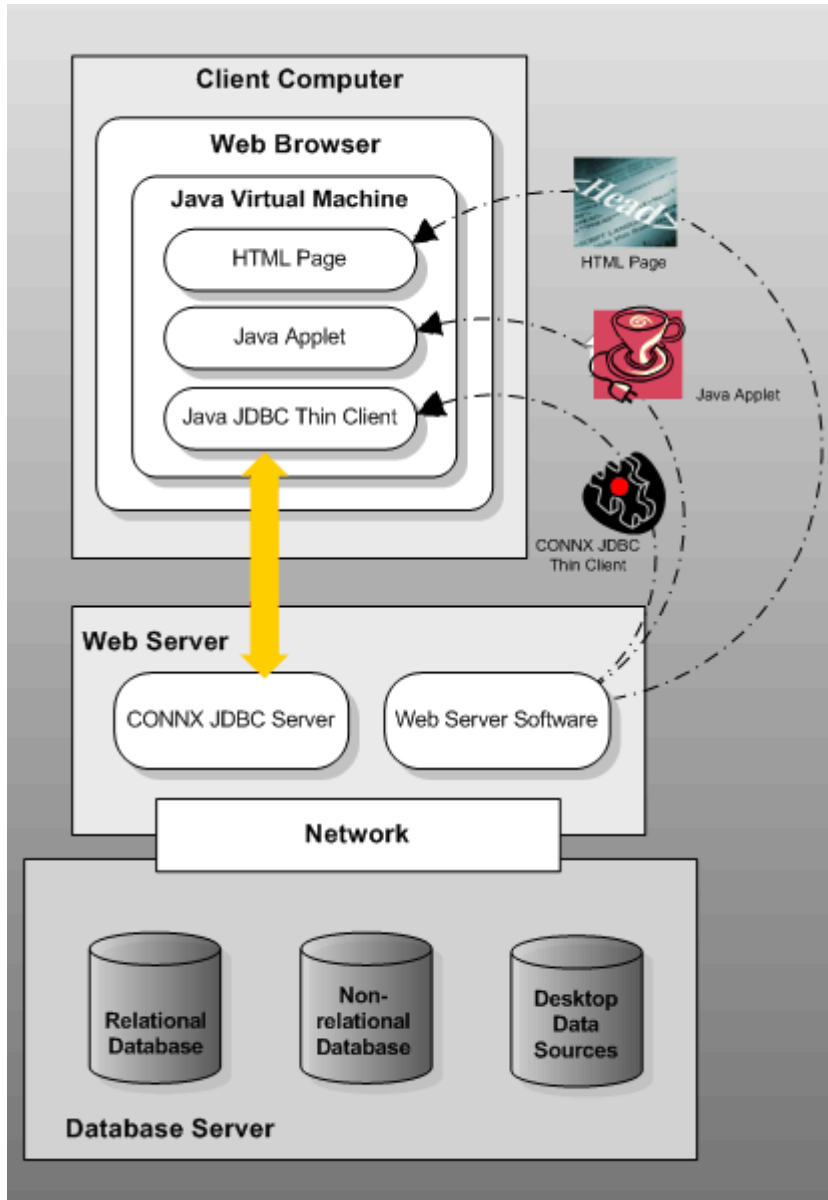 Client Computer
Web Browser
Java Virtual Machine
HTML Page
Java Applet
Java JDBC Thin Client
<Head>
HTML Page
Java Applet
CONNX JDBC
Thin Client
Web Server
CONNX JDBC Server
Web Server Software
Network
Relational
Database
Non-
relational
Database
Desktop
Data
Sources
Database Server